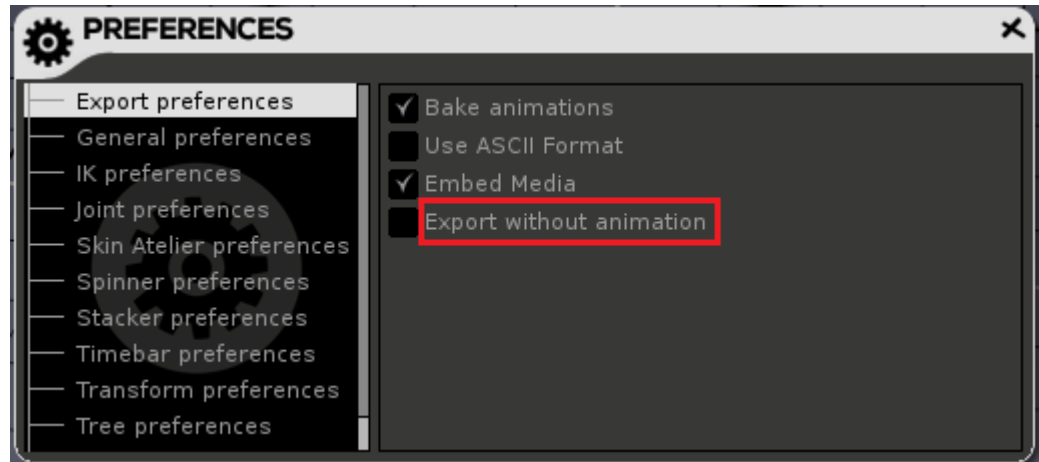 PREFERENCES
Export preferences
General preferences
IK preferences
Joint preferences
Skin Atelier preferences
Spinner preferences
Stacker preferences
Timebar preferences
Transform preferences
Tree preferences
Bake animations
Use ASCII Format
Embed Media
Export without animation